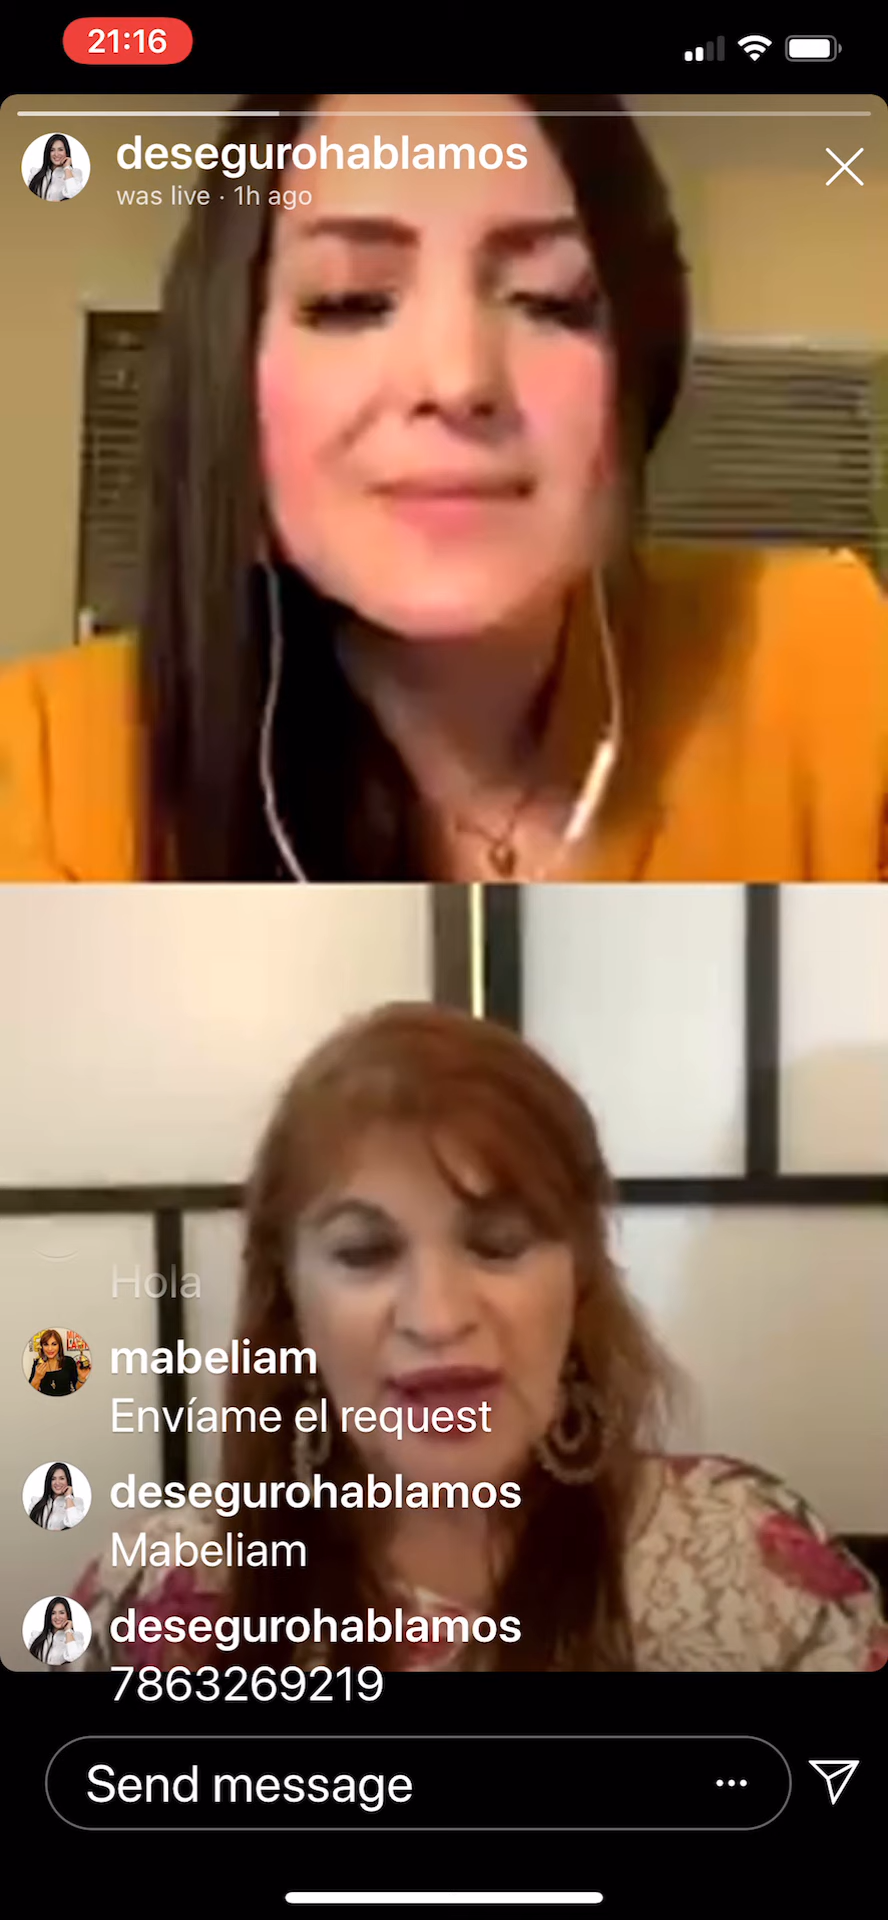 21:16
desegurohablamos
was live · 1h ago
Hola
mabeliam
Envíame el request
desegurohablamos
Mabeliam
desegurohablamos
7863269219
Send message